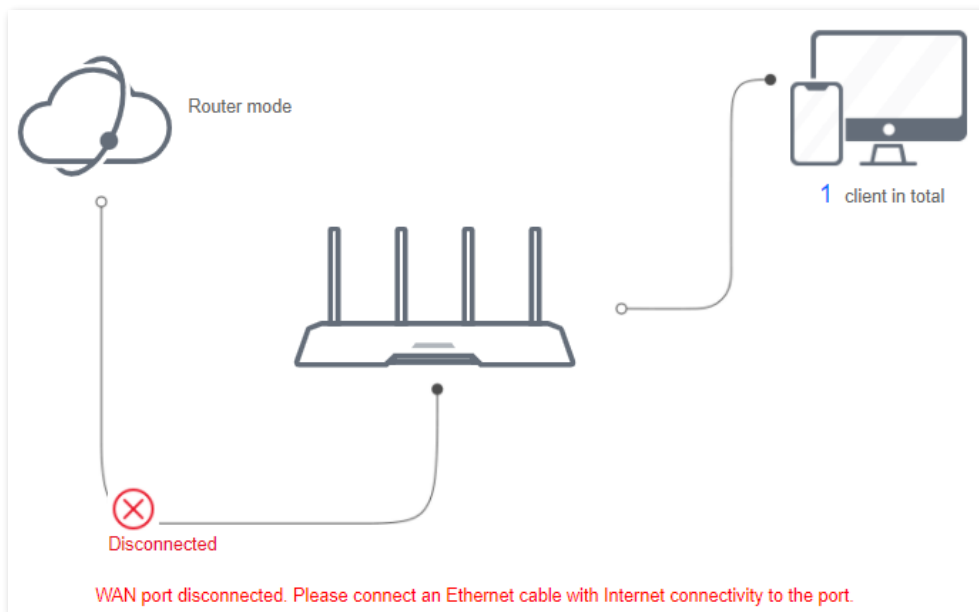 Router mode
1 client in total
Disconnected
WAN port disconnected. Please connect an Ethernet cable with Internet connectivity to the port.